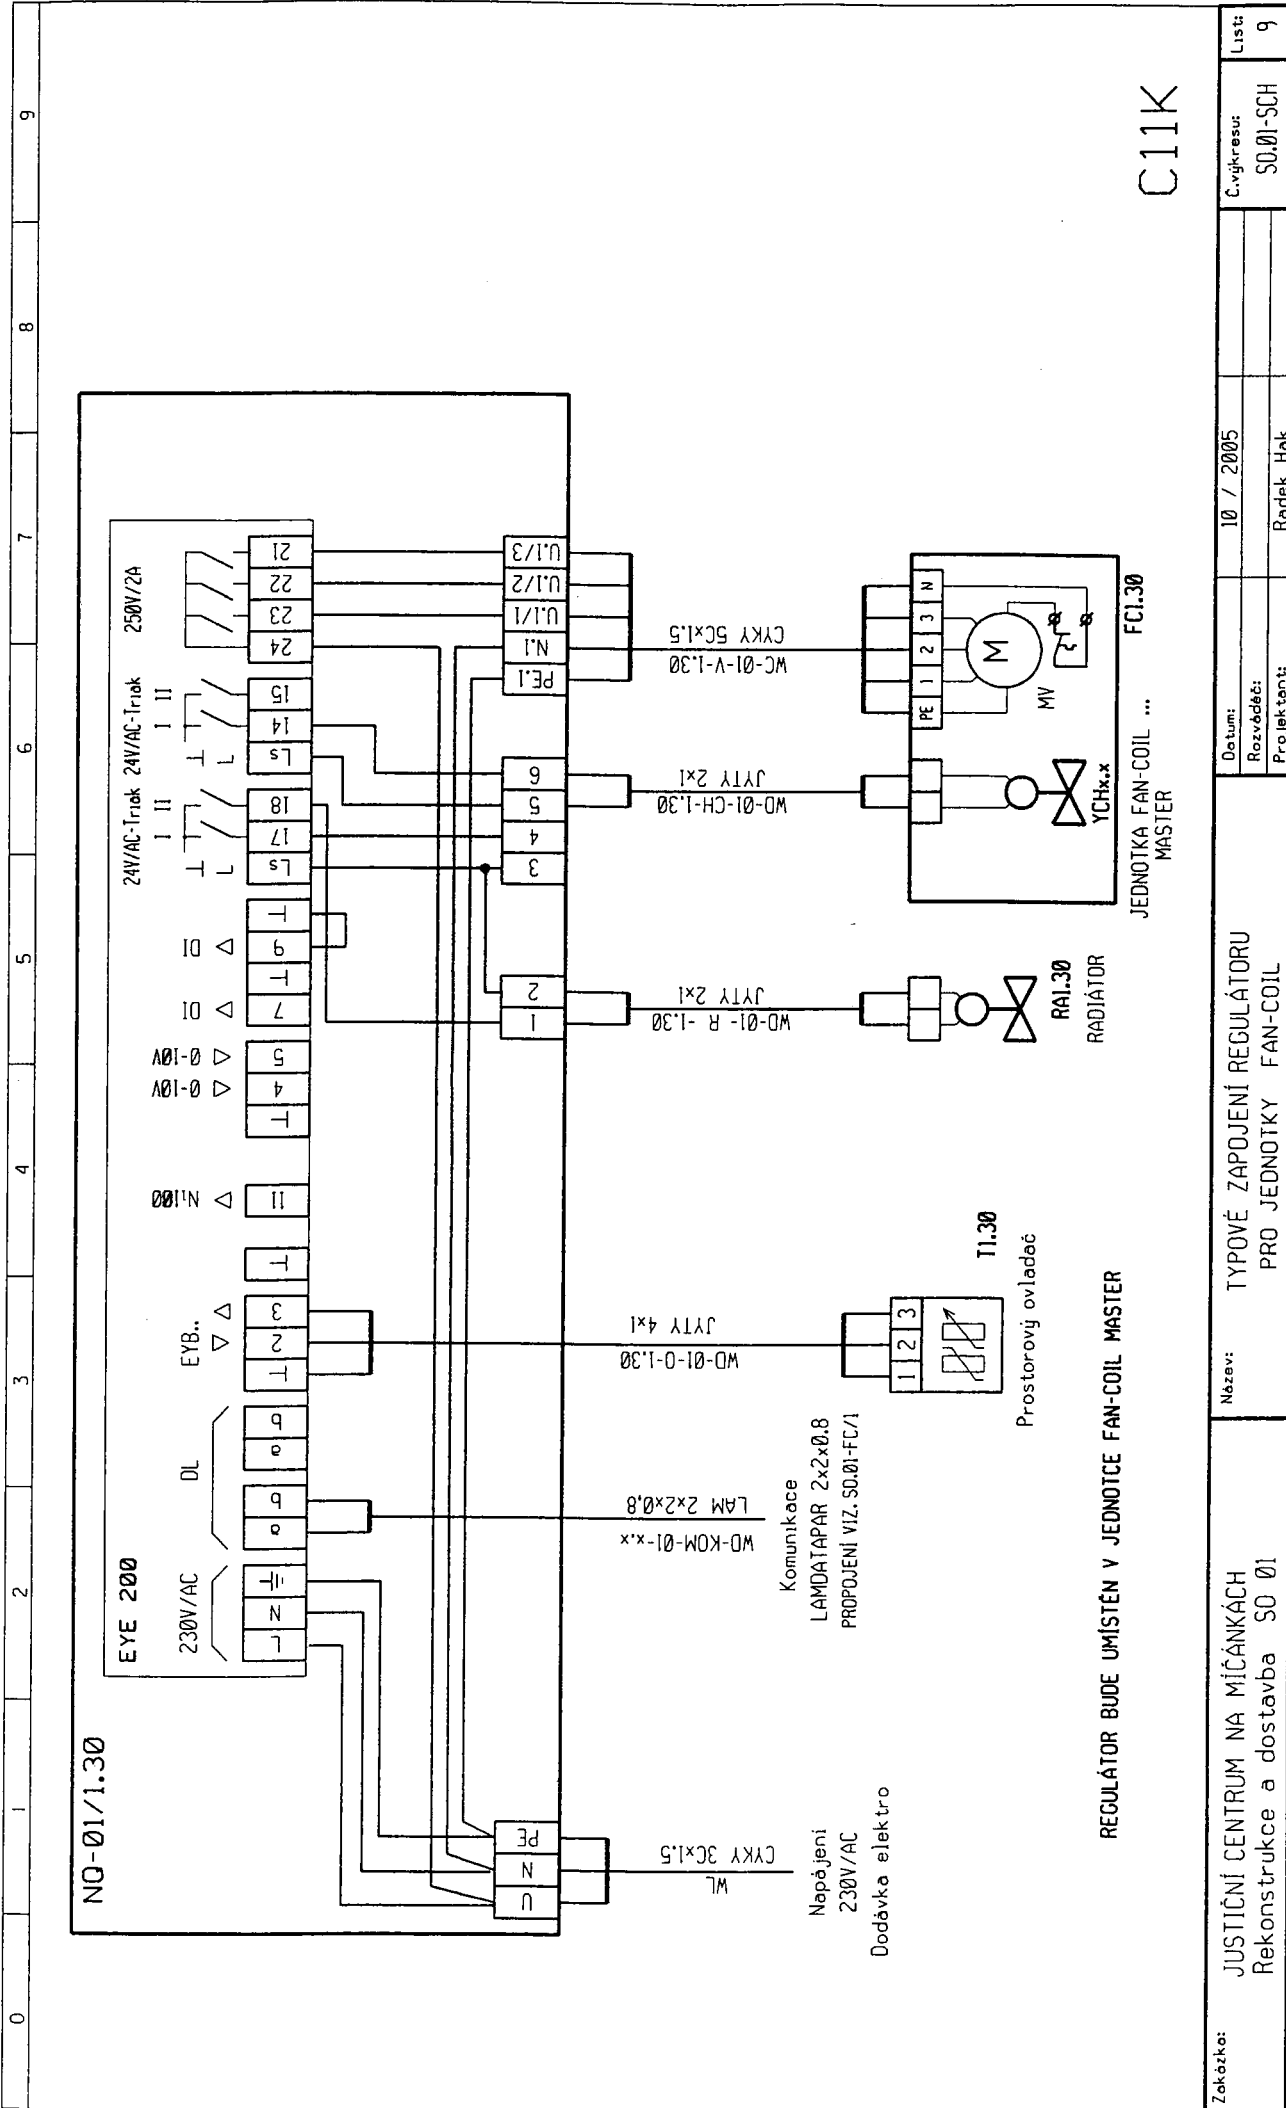 0 1 2 3 4 5 6 7 8 9
NQ-01/1.30
EYE 200
230V/AC
DL
EYB..
Ni100
0-10V
0-10V
DI
DI
24V/AC-Triak
I II
24V/AC-Triak
I II
250V/2A
L N
a b
a b
⊥ 2 3
⊥
11
⊥ 4 5
7 ⊥ 9 ⊥
Ls 17 18
Ls 14 15
24 23 22 21
U N PE
1 2
3 4 5 6
PE.1 N.1 U.1/1 U.1/2 U.1/3
WL
CYKY 3Cx1.5
WD-KOM-01-x.x
LAM 2x2x0,8
WD-01-O-1.30
JYTY 4x1
WD-01- R -1.30
JYTY 2x1
WD-01-CH-1.30
JYTY 2x1
WC-01-V-1.30
CYKY 5Cx1.5
Napájení
230V/AC
Dodávka elektro
Komunikace
LAMDATAPAR 2x2x0.8
PROPOJENÍ VIZ. SO.01-FC/1
1 2 3
T1.30
Prostorový ovladač
RA1.30
RADIÁTOR
PE 1 2 3 N
M
MV
YCHx.x
FC1.30
JEDNOTKA FAN-COIL ...
MASTER
REGULÁTOR BUDE UMÍSTĚN V JEDNOTCE FAN-COIL MASTER
C11K
Zakázka:
JUSTIČNÍ CENTRUM NA MÍČÁNKÁCH
Rekonstrukce a dostavba SO 01
Název:
TYPOVÉ ZAPOJENÍ REGULÁTORU
PRO JEDNOTKY FAN-COIL
Datum:
10 / 2005
Rozváděč:
Projektant:
Radek Hak
Č.výkresu:
SO.01-SCH
List:
9